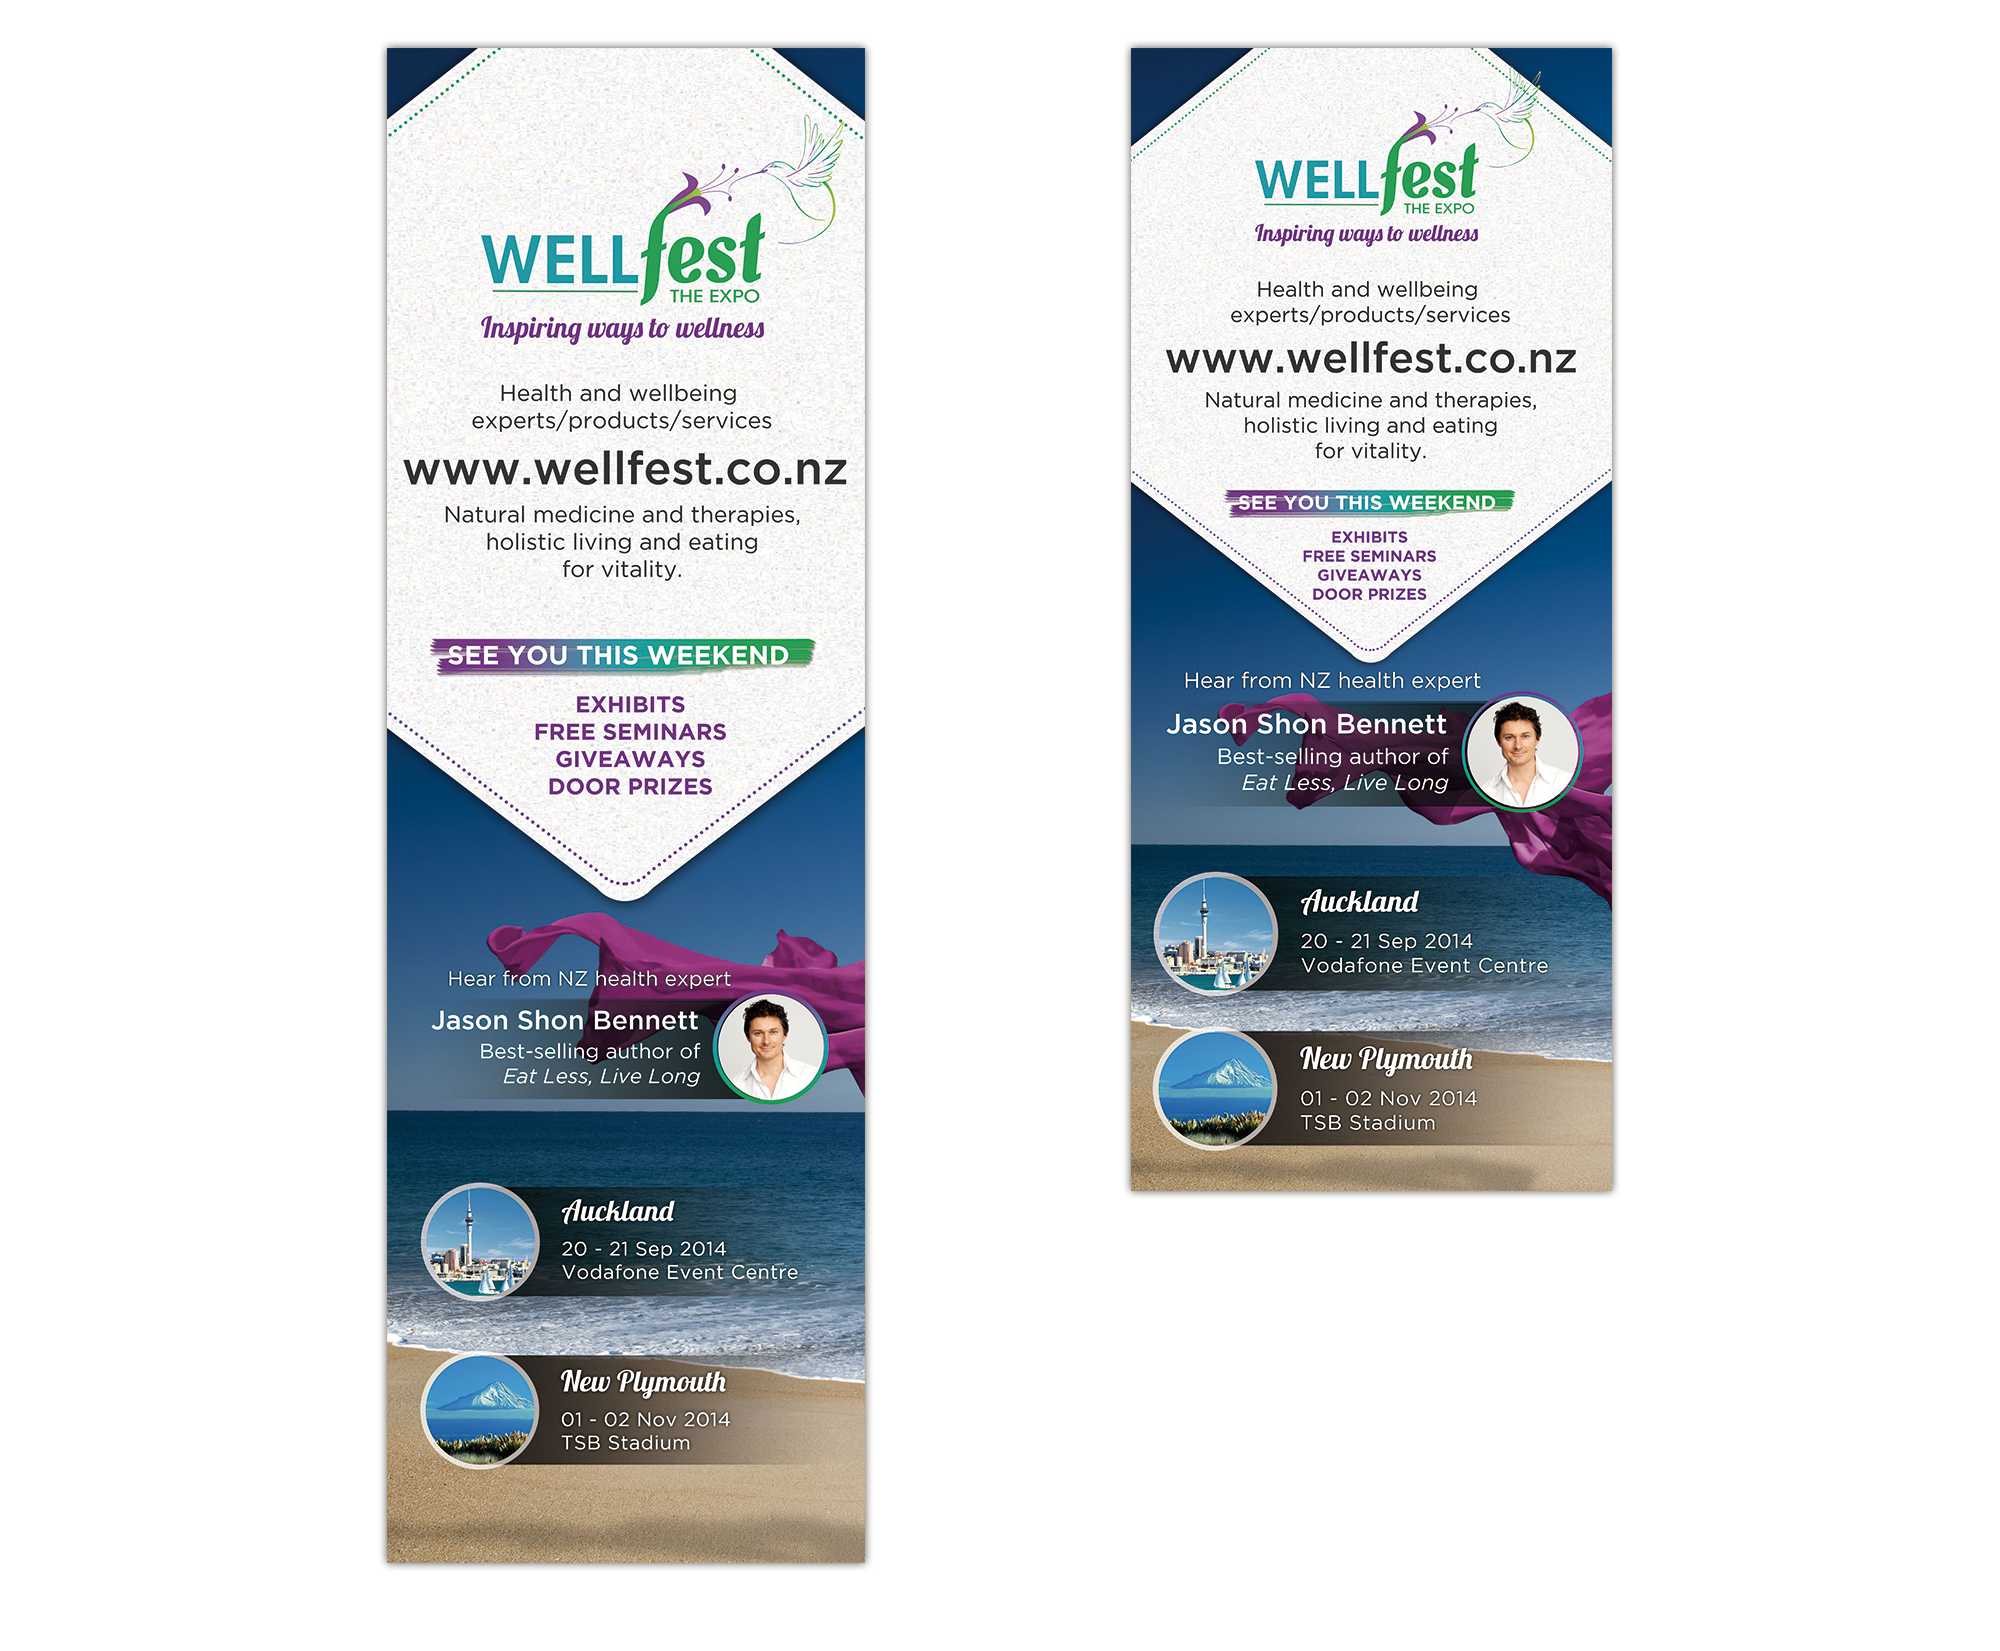 WELLfest
THE EXPO
Inspiring ways to wellness
Health and wellbeing
experts/products/services
www.wellfest.co.nz
Natural medicine and therapies,
holistic living and eating
for vitality.
SEE YOU THIS WEEKEND
EXHIBITS
FREE SEMINARS
GIVEAWAYS
DOOR PRIZES
Hear from NZ health expert
Jason Shon Bennett
Best-selling author of
Eat Less, Live Long
Auckland
20 - 21 Sep 2014
Vodafone Event Centre
New Plymouth
01 - 02 Nov 2014
TSB Stadium
WELLfest
THE EXPO
Inspiring ways to wellness
Health and wellbeing
experts/products/services
www.wellfest.co.nz
Natural medicine and therapies,
holistic living and eating
for vitality.
SEE YOU THIS WEEKEND
EXHIBITS
FREE SEMINARS
GIVEAWAYS
DOOR PRIZES
Hear from NZ health expert
Jason Shon Bennett
Best-selling author of
Eat Less, Live Long
Auckland
20 - 21 Sep 2014
Vodafone Event Centre
New Plymouth
01 - 02 Nov 2014
TSB Stadium